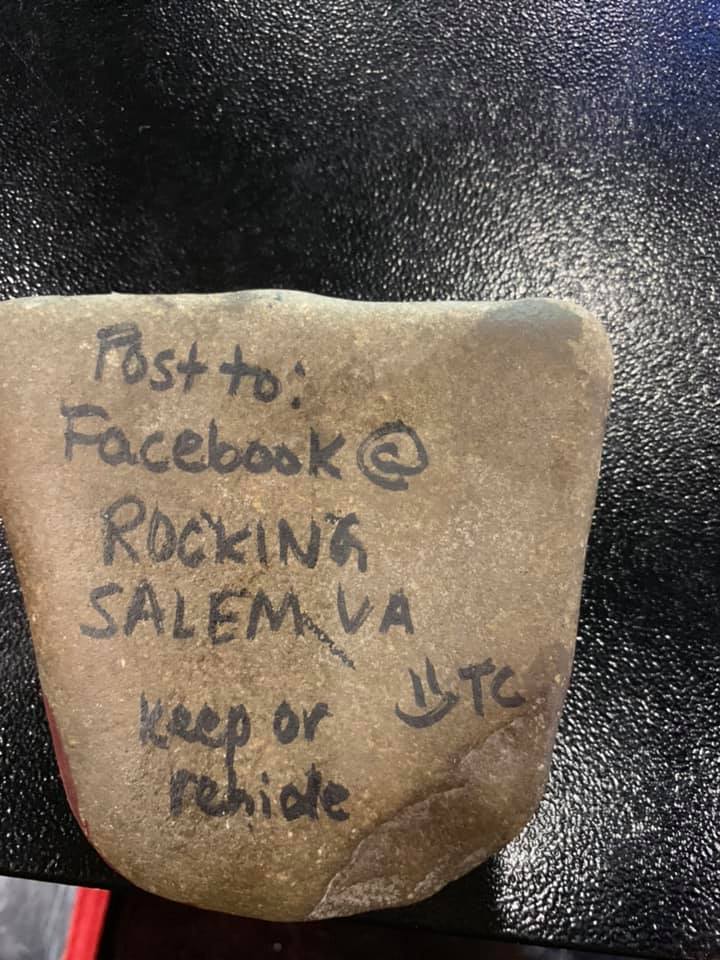 Post to:
Facebook @
ROCKING
SALEM VA
TC
keep or
rehide